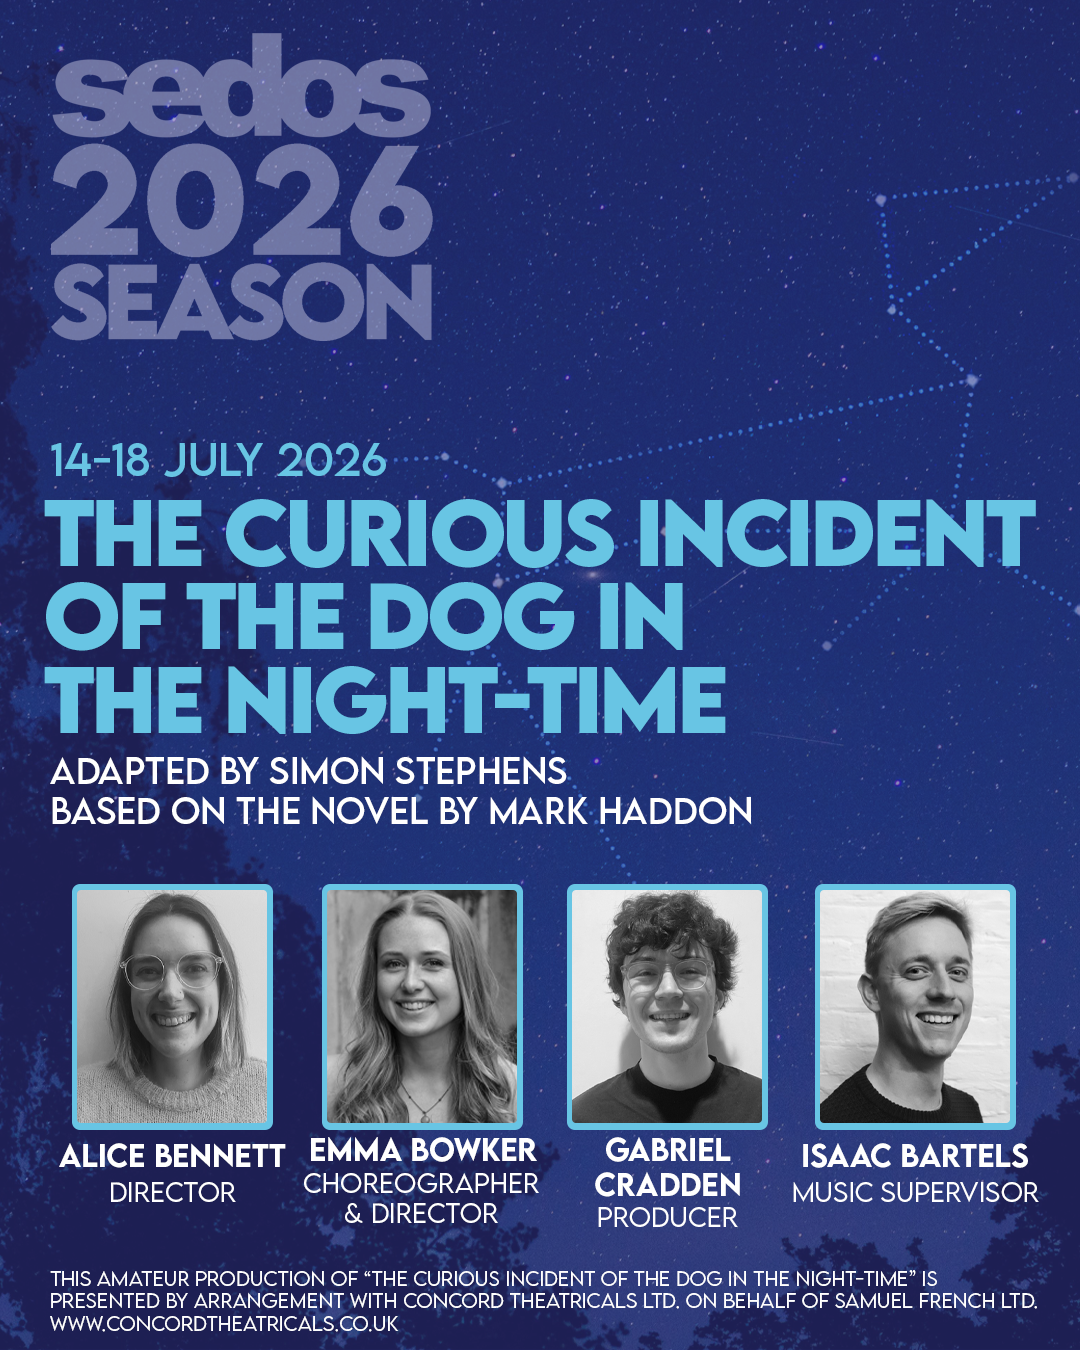 sedos
2026
SEASON
14-18 JULY 2026
THE CURIOUS INCIDENT
OF THE DOG IN
THE NIGHT-TIME
ADAPTED BY SIMON STEPHENS
BASED ON THE NOVEL BY MARK HADDON
ALICE BENNETT
DIRECTOR
EMMA BOWKER
CHOREOGRAPHER
& DIRECTOR
GABRIEL
CRADDEN
PRODUCER
ISAAC BARTELS
MUSIC SUPERVISOR
THIS AMATEUR PRODUCTION OF “THE CURIOUS INCIDENT OF THE DOG IN THE NIGHT-TIME” IS
PRESENTED BY ARRANGEMENT WITH CONCORD THEATRICALS LTD. ON BEHALF OF SAMUEL FRENCH LTD.
WWW.CONCORDTHEATRICALS.CO.UK